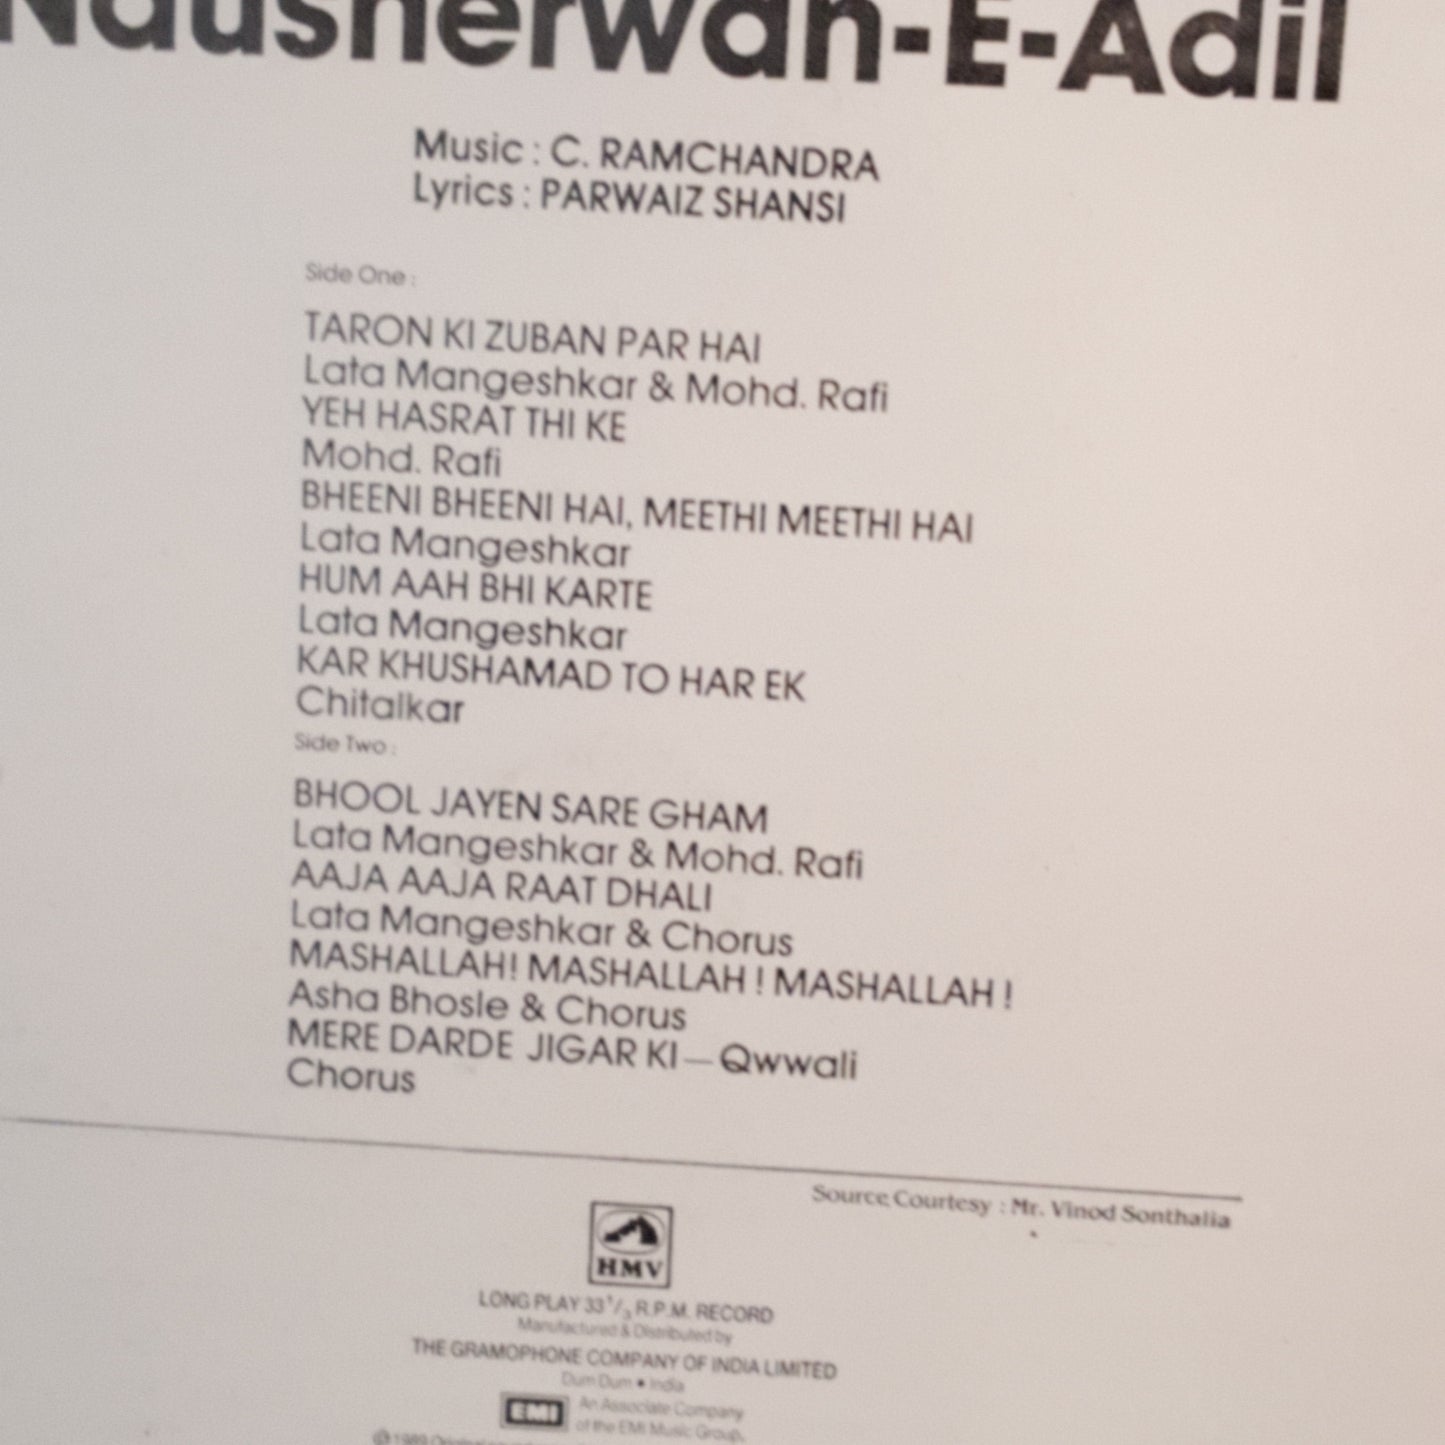 Nausherwan-E-Adil
Music : C. RAMCHANDRA
Lyrics : PARWAIZ SHANSI
Side One :
TARON KI ZUBAN PAR HAI
Lata Mangeshkar & Mohd. Rafi
YEH HASRAT THI KE
Mohd. Rafi
BHEENI BHEENI HAI, MEETHI MEETHI HAI
Lata Mangeshkar
HUM AAH BHI KARTE
Lata Mangeshkar
KAR KHUSHAMAD TO HAR EK
Chitalkar
Side Two :
BHOOL JAYEN SARE GHAM
Lata Mangeshkar & Mohd. Rafi
AAJA AAJA RAAT DHALI
Lata Mangeshkar & Chorus
MASHALLAH! MASHALLAH ! MASHALLAH !
Asha Bhosle & Chorus
MERE DARDE JIGAR KI — Qwwali
Chorus
Source Courtesy : Mr. Vinod Sonthalia
HMV
LONG PLAY 33 1/3 R.P.M. RECORD
Manufactured & Distributed by
THE GRAMOPHONE COMPANY OF INDIA LIMITED
Dum Dum • India
EMI An Associate Company
of the EMI Music Group.
℗ 1989